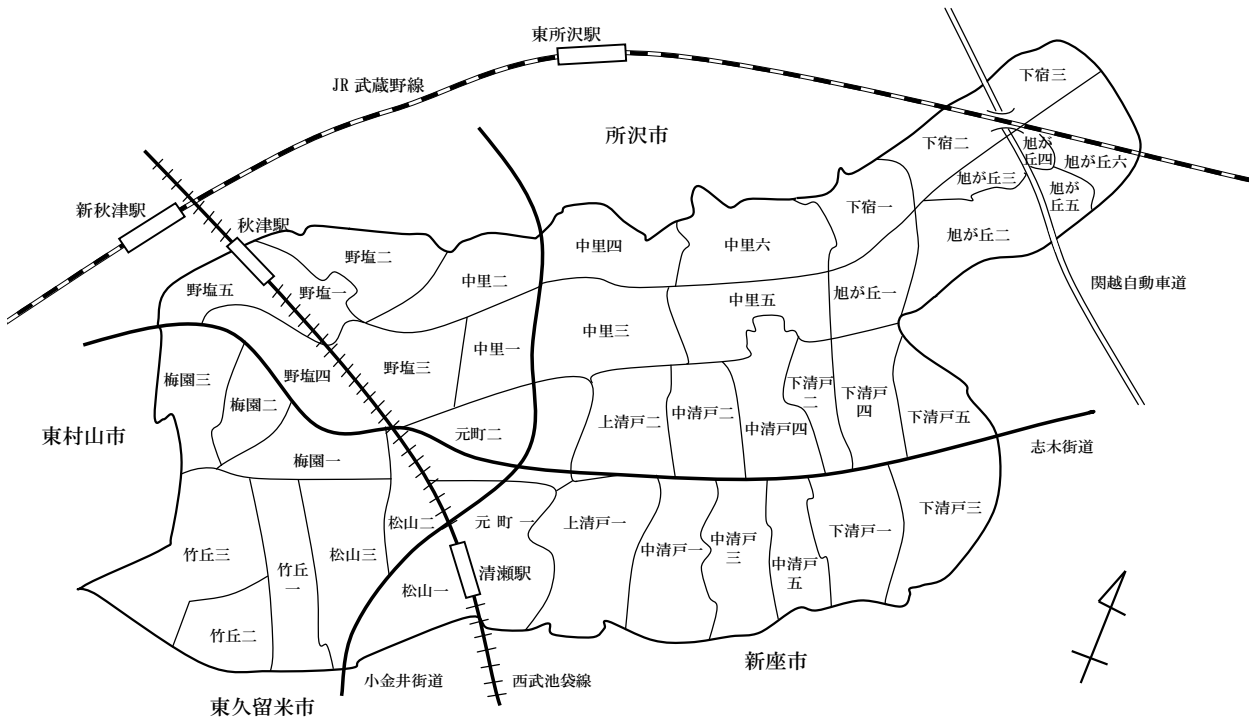 東所沢駅
下宿三
JR 武蔵野線
所沢市
下宿二
旭が
丘四
旭が丘六
旭が丘三
旭が
丘五
新秋津駅
秋津駅
下宿一
旭が丘二
野塩二
中里四
中里六
中里二
関越自動車道
野塩五
野塩一
旭が丘一
中里五
中里三
中里一
野塩三
梅園三
野塩四
梅園二
下清戸
二
下清戸
四
下清戸五
東村山市
元町二
上清戸二
中清戸二
中清戸四
志木街道
梅園一
下清戸三
松山二
元 町 一
上清戸一
下清戸一
中清戸一
中清戸
三
竹丘三
松山三
竹丘
一
清瀬駅
中清戸
五
松山一
竹丘二
新座市
小金井街道
西武池袋線
東久留米市